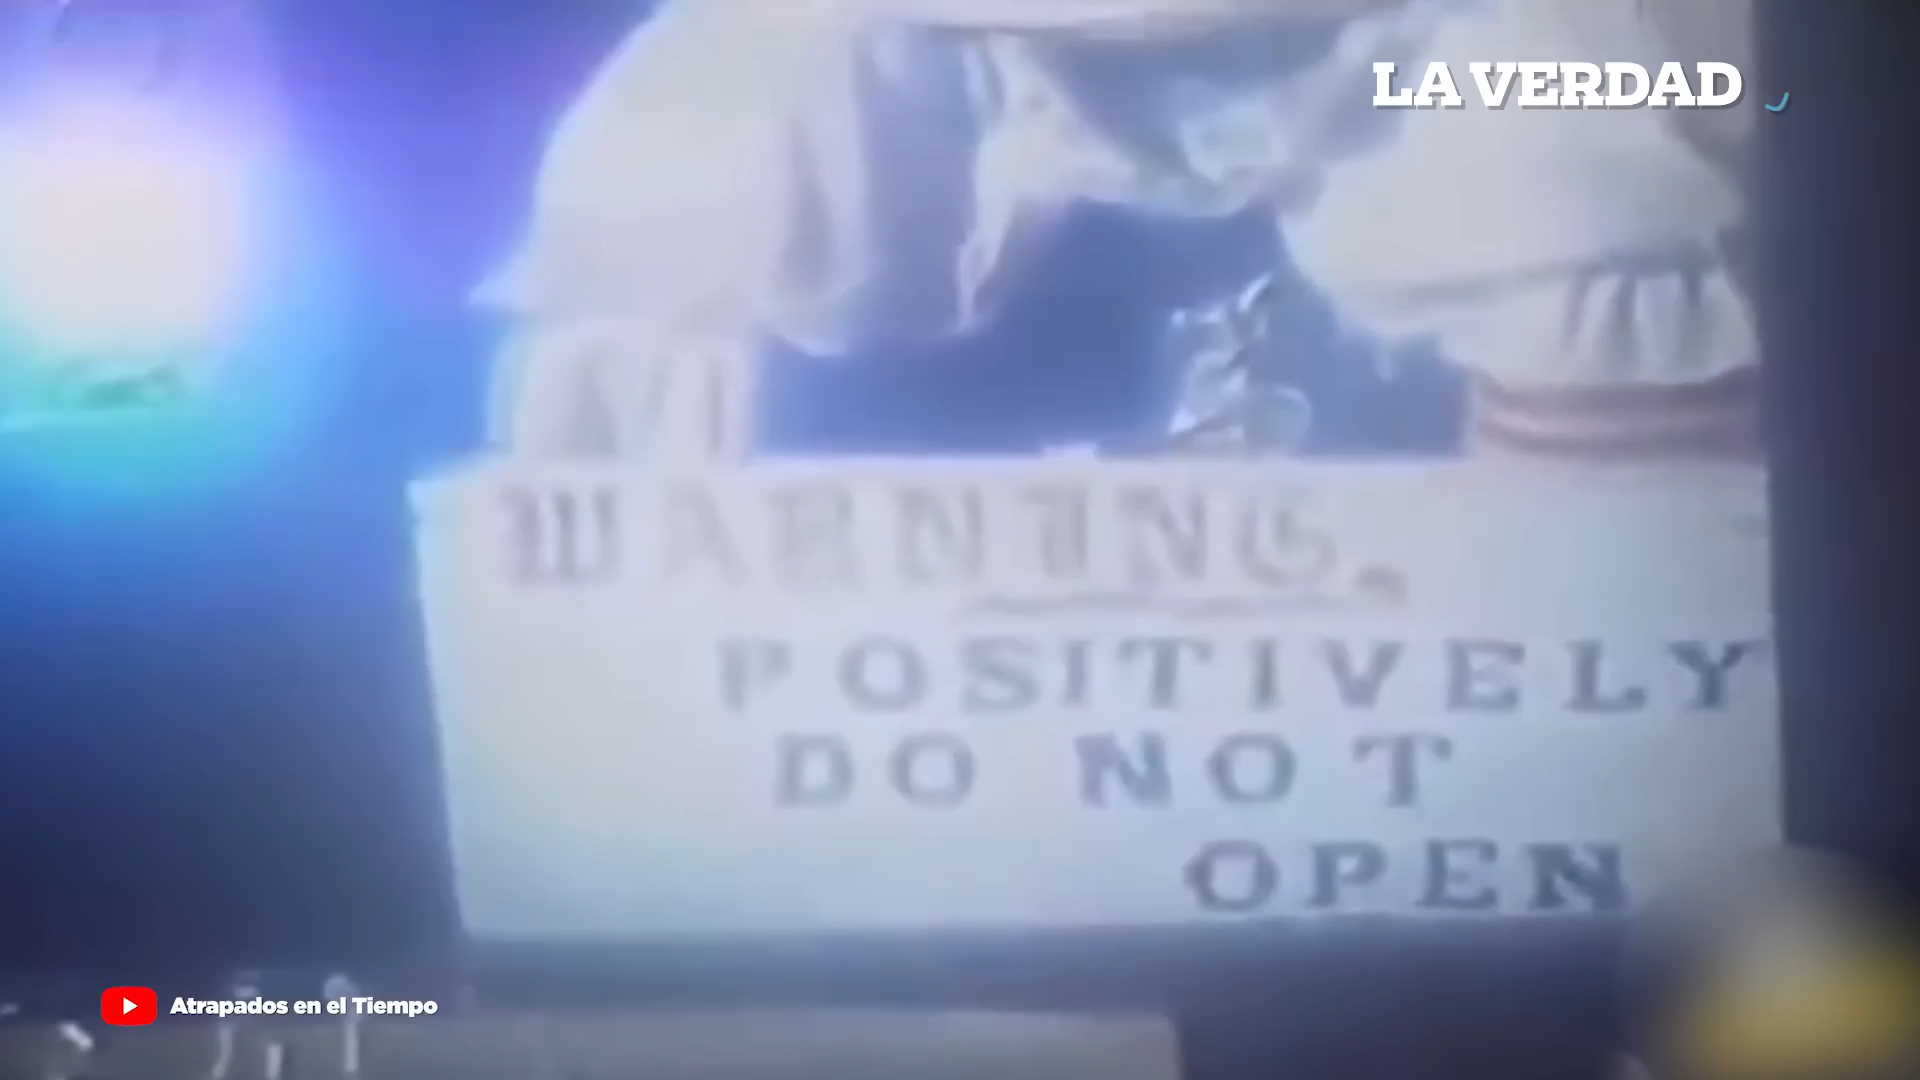 LA VERDAD
WARNING.
POSITIVELY
DO NOT
OPEN
Atrapados en el Tiempo